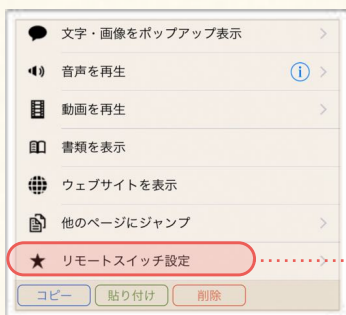 文字・画像をポップアップ表示
音声を再生
動画を再生
書類を表示
ウェブサイトを表示
他のページにジャンプ
リモートスイッチ設定
コピー 貼り付け 削除